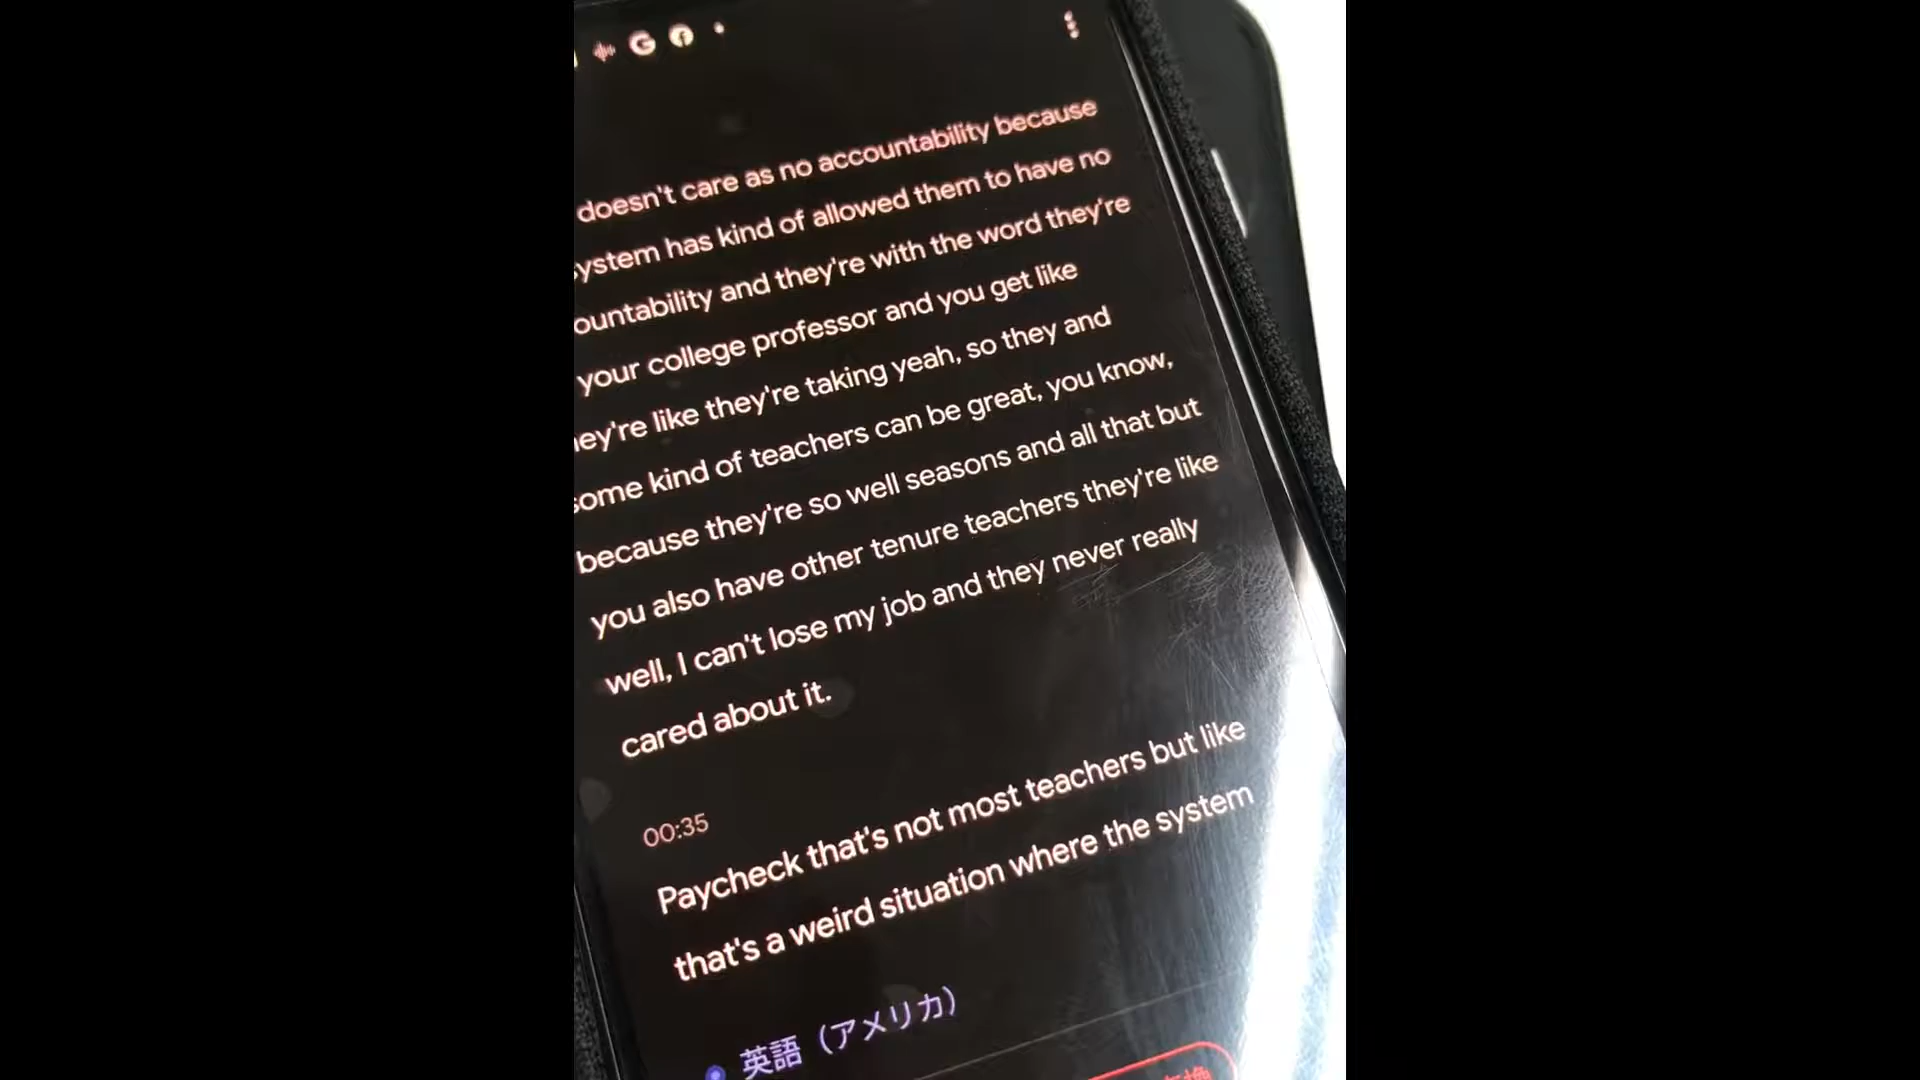 doesn't care as no accountability because
system has kind of allowed them to have no
ountability and they're with the word they're
your college professor and you get like
hey're like they're taking yeah, so they and
some kind of teachers can be great, you know,
because they're so well seasons and all that but
you also have other tenure teachers they're like
well, I can't lose my job and they never really
cared about it.
00:35
Paycheck that's not most teachers but like
that's a weird situation where the system
英語（アメリカ）